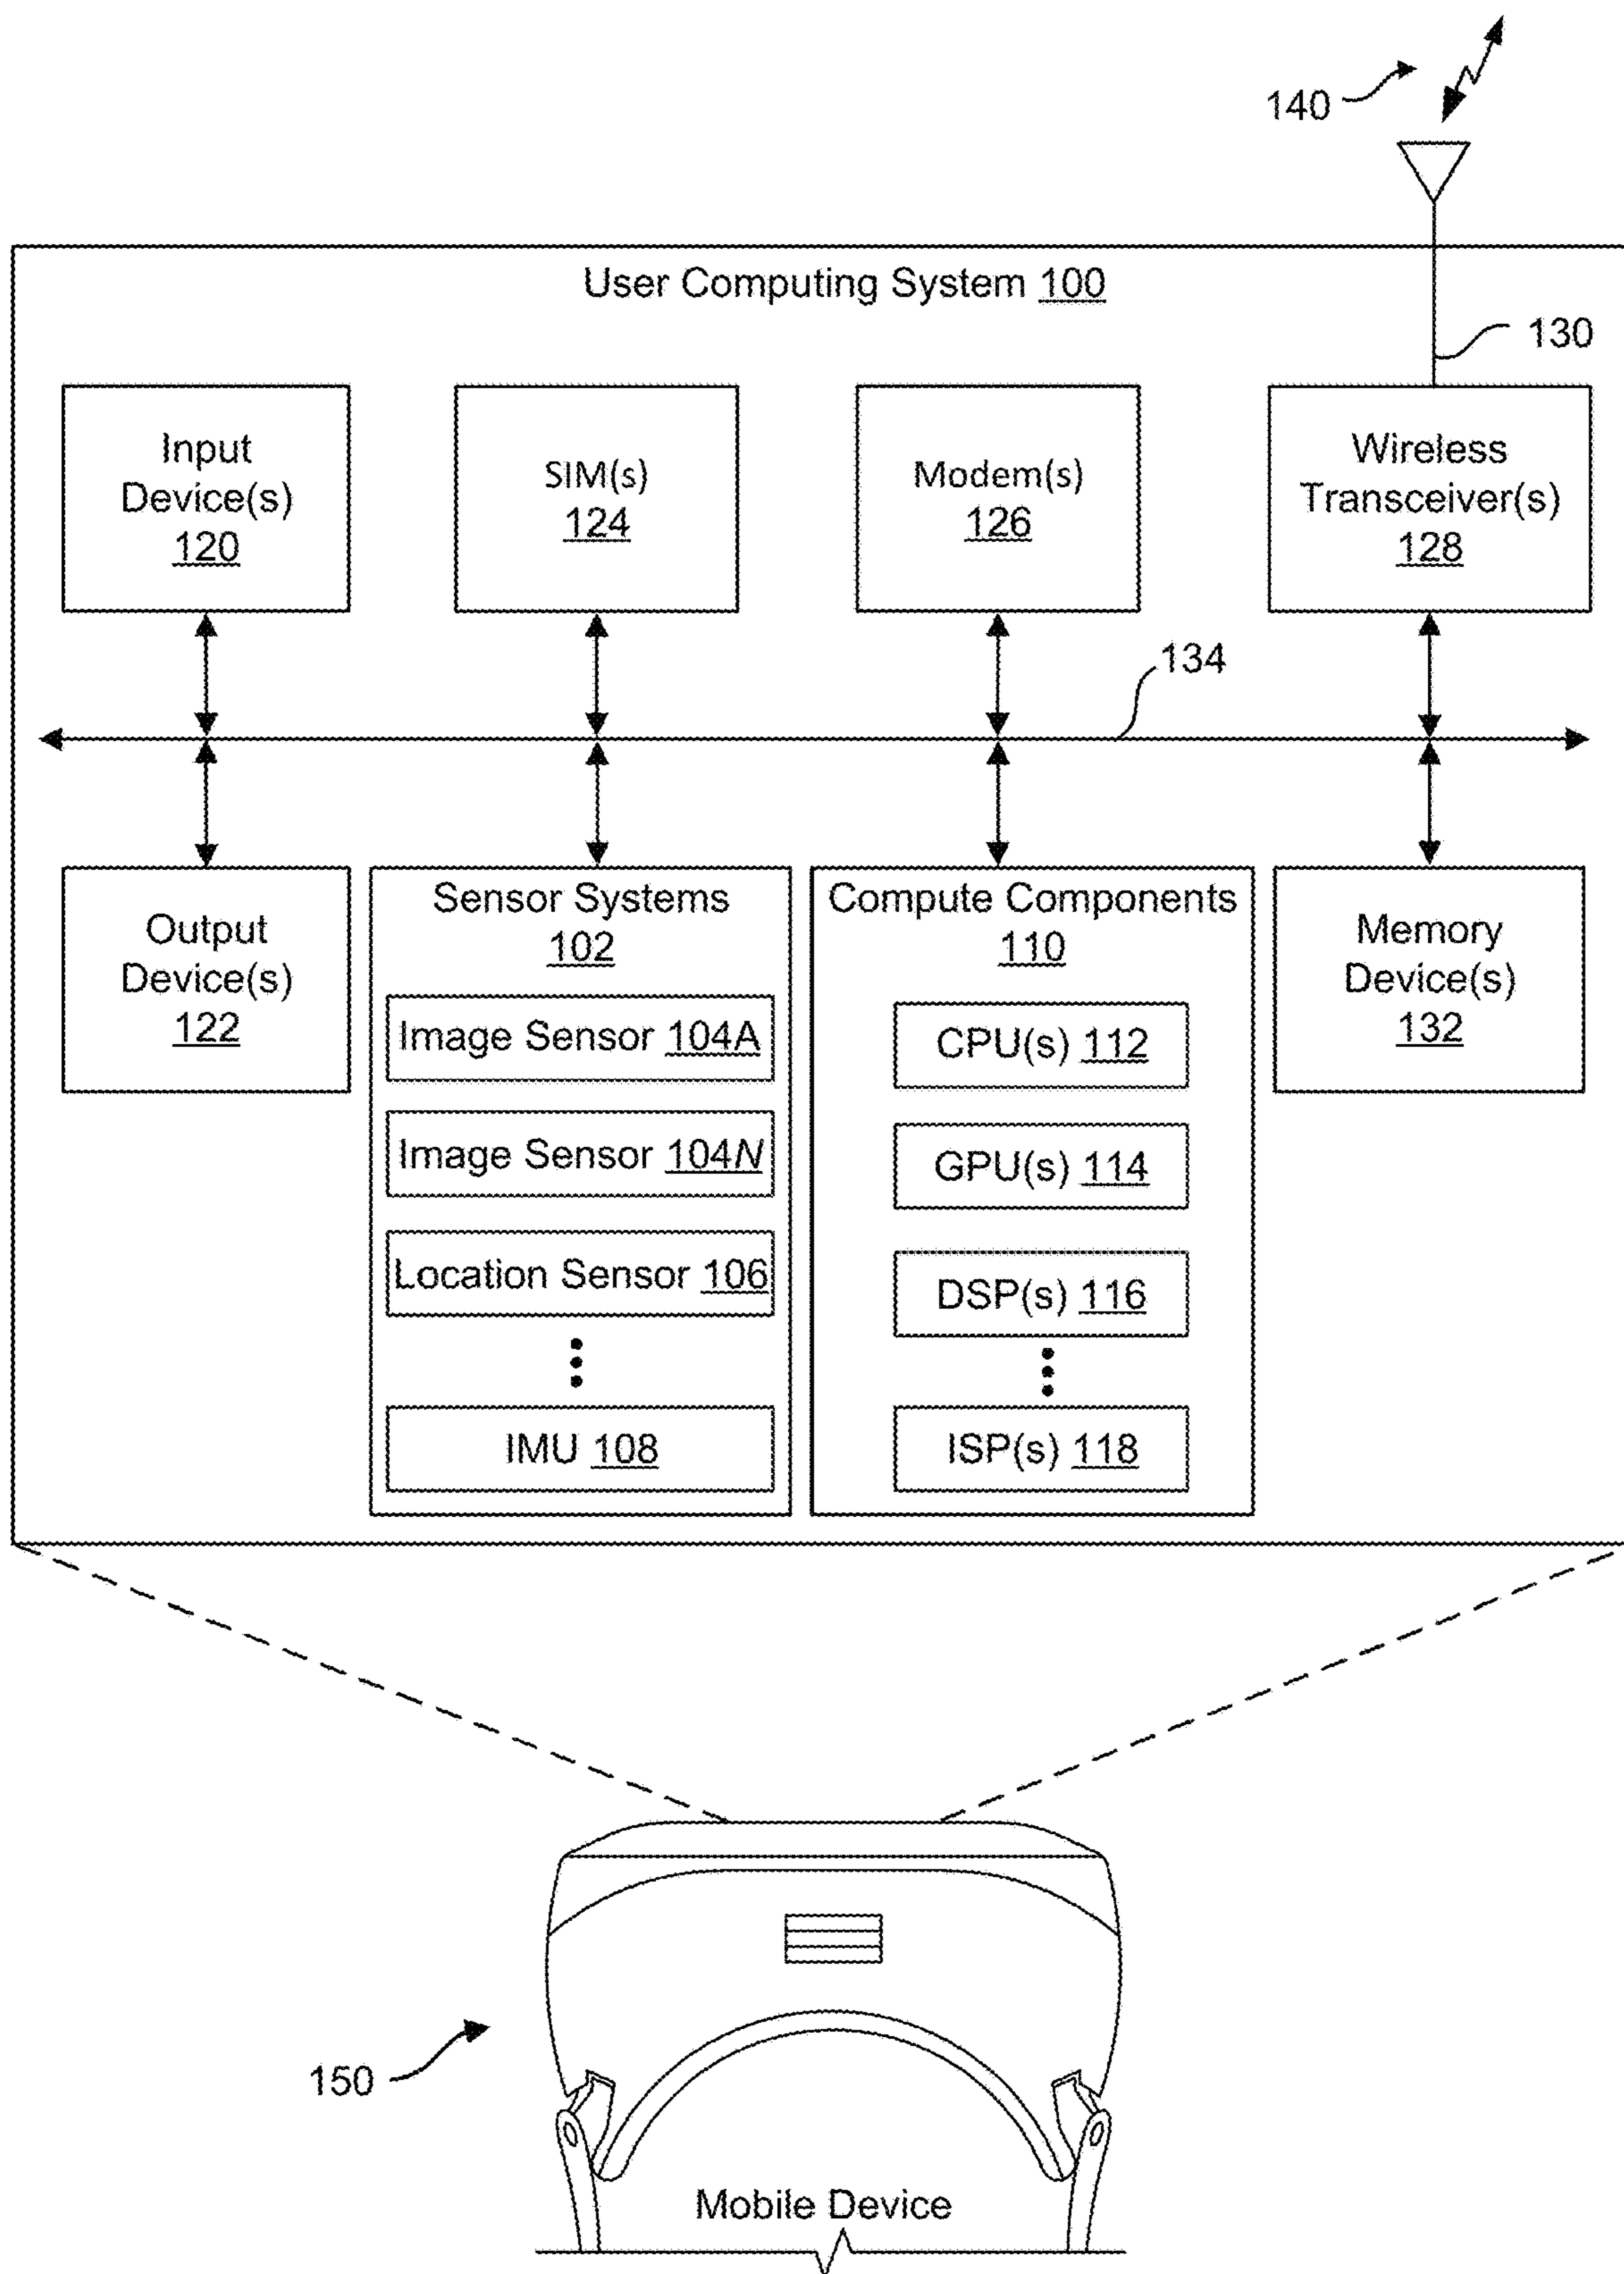 140
User Computing System 100
130
Input
Device(s)
120
SIM(s)
124
Modem(s)
126
Wireless
Transceiver(s)
128
134
Output
Device(s)
122
Sensor Systems
102
Image Sensor 104A
Image Sensor 104N
Location Sensor 106
IMU 108
Compute Components
110
CPU(s) 112
GPU(s) 114
DSP(s) 116
ISP(s) 118
Memory
Device(s)
132
150
Mobile Device